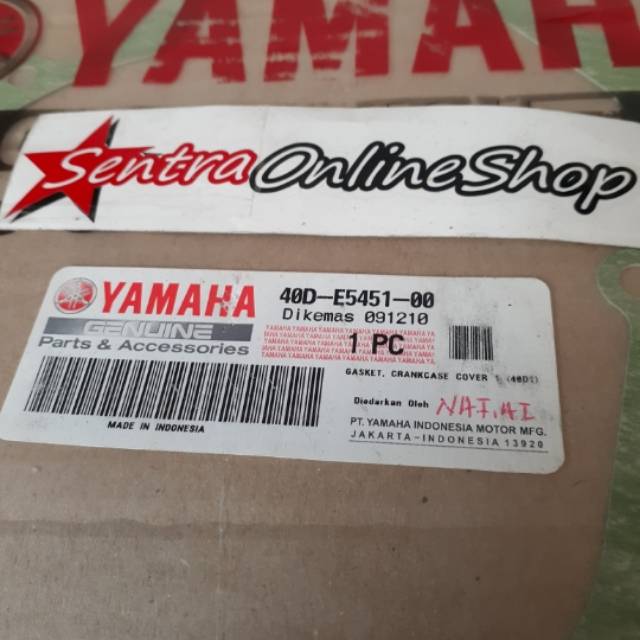 YAMAHA
Sentra OnlineShop
YAMAHA
GENUINE
Parts & Accessories
40D-E5451-00
Dikemas 091210
1 PC
GASKET, CRANKCASE COVER
Diedarkan Oleh
MADE IN INDONESIA
PT. YAMAHA INDONESIA MOTOR MFG.
JAKARTA-INDONESIA 13920